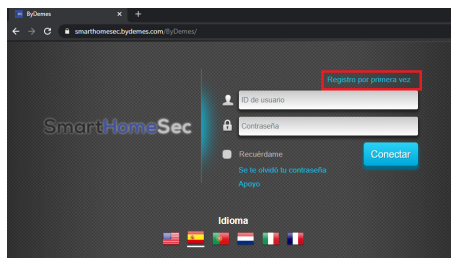 ByDemes
smarthomesec.bydemes.com/ByDemes/
Registro por primera vez
ID de usuario
SmartHomeSec
Contraseña
Recuérdame
Conectar
Se te olvidó tu contraseña
Apoyo
Idioma